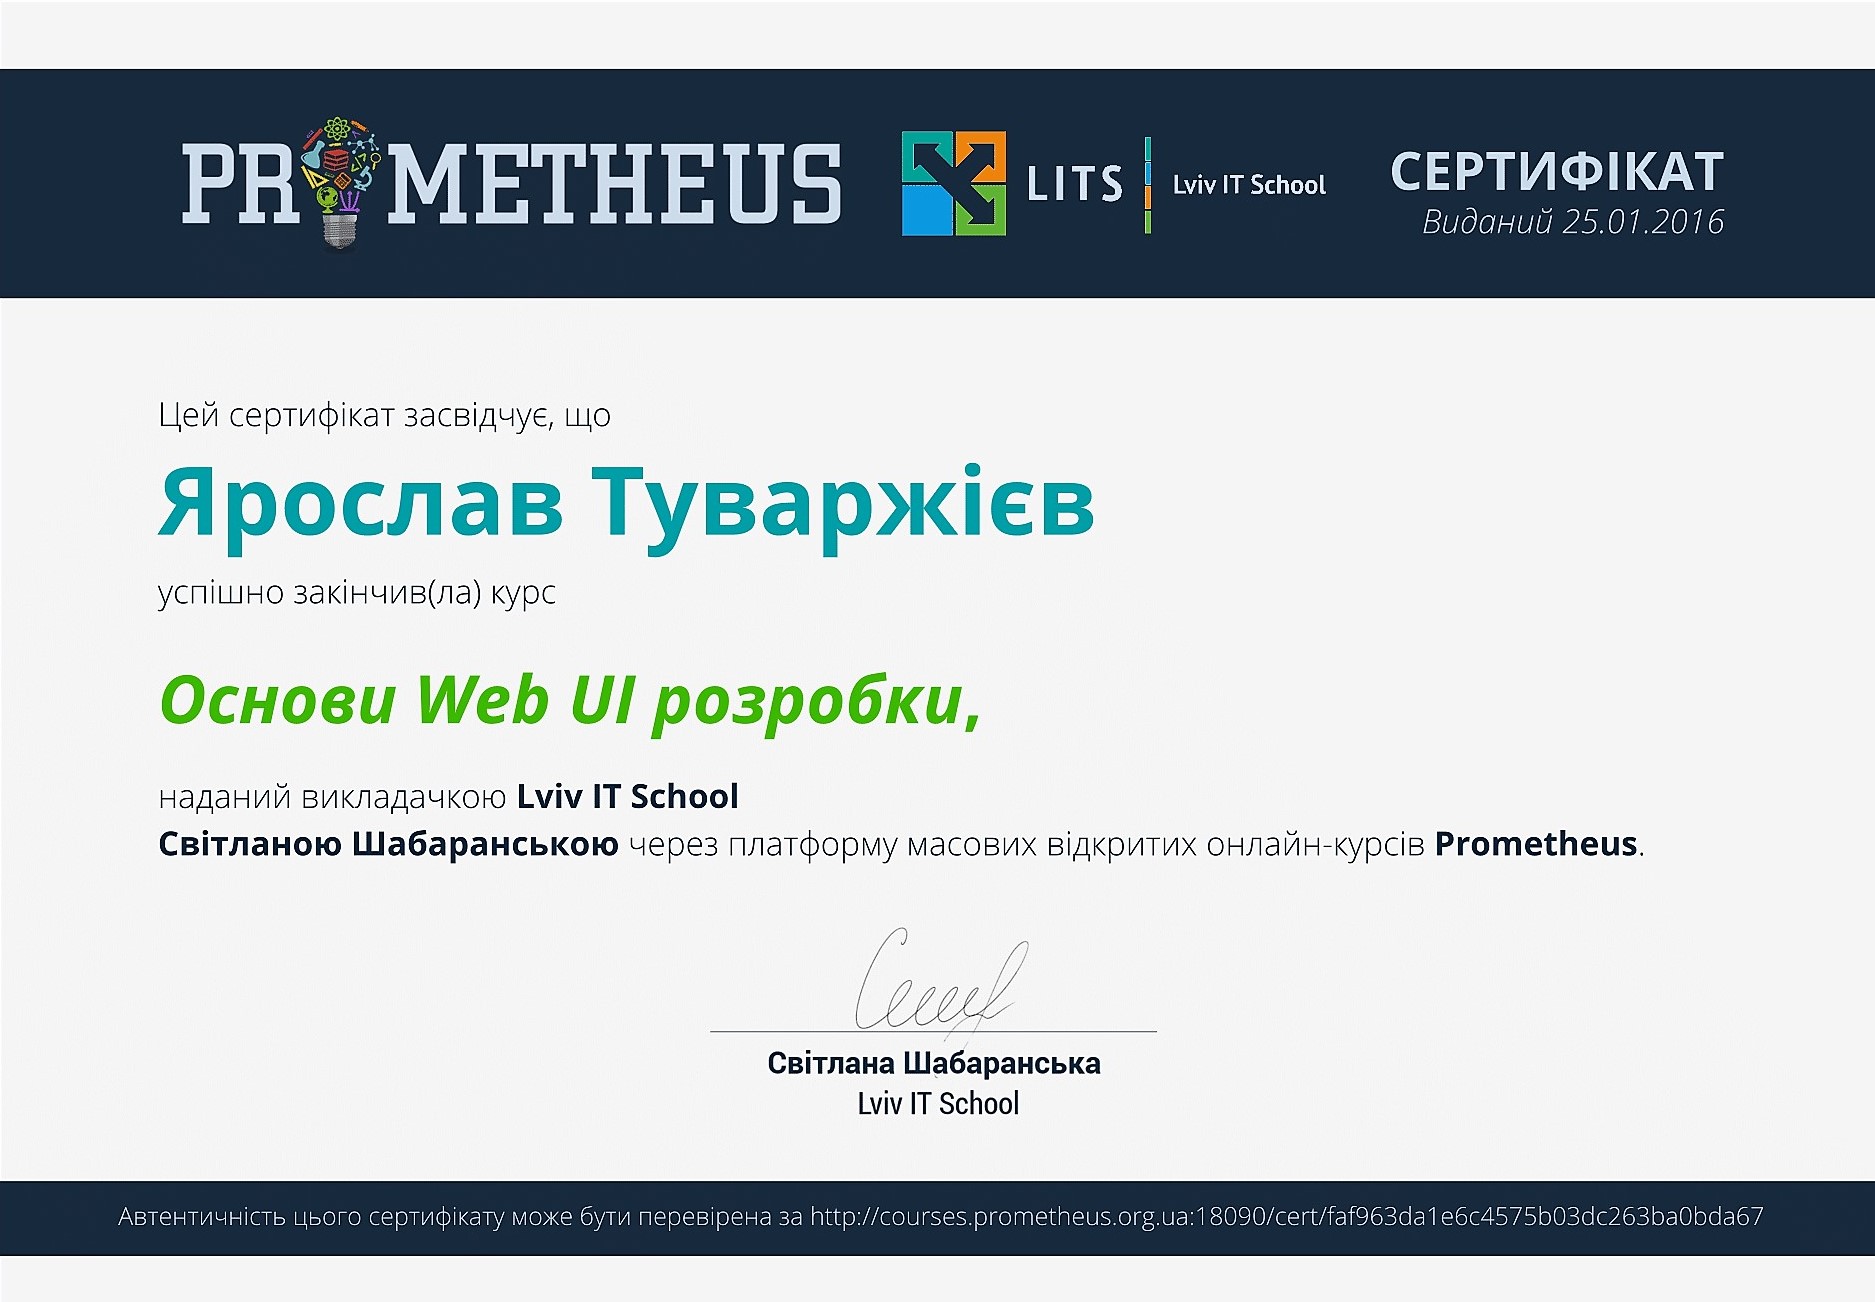 PROMETHEUS
LITS
Lviv IT School
СЕРТИФІКАТ
Виданий 25.01.2016
Цей сертифікат засвідчує, що
Ярослав Туваржієв
успішно закінчив(ла) курс
Основи Web UI розробки,
наданий викладачкою Lviv IT School
Світланою Шабаранською через платформу масових відкритих онлайн-курсів Prometheus.
Світлана Шабаранська
Lviv IT School
Автентичність цього сертифікату може бути перевірена за http://courses.prometheus.org.ua:18090/cert/faf963da1e6c4575b03dc263ba0bda67